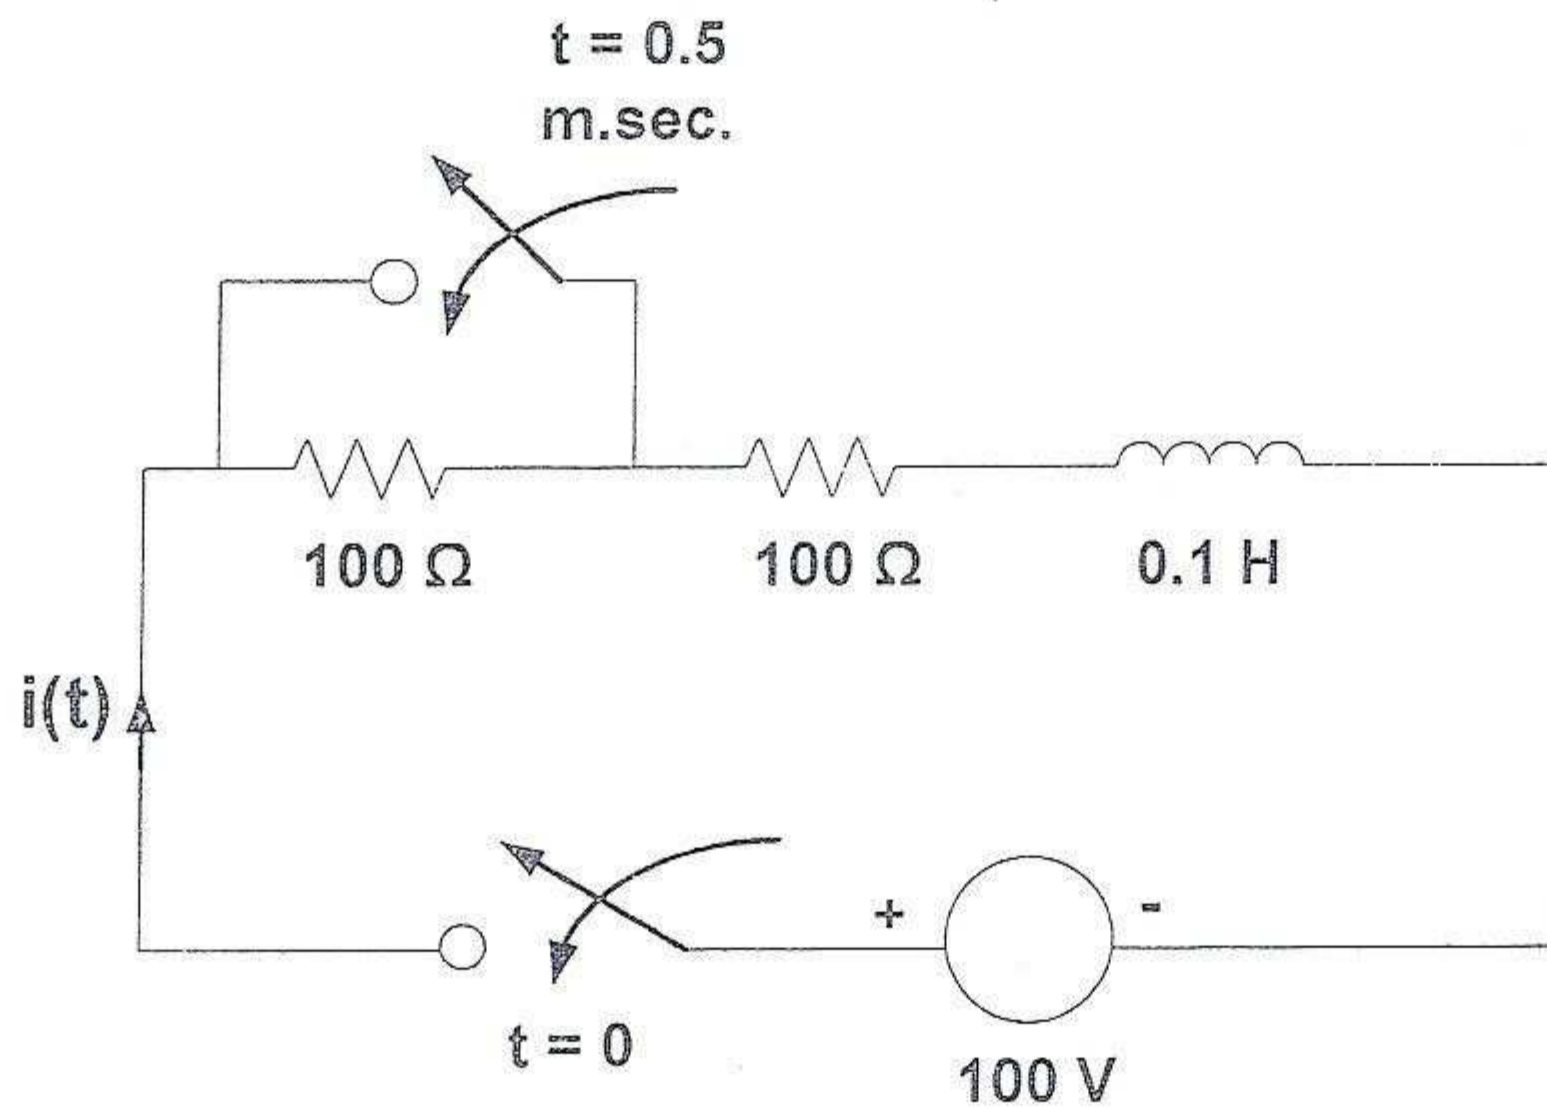 t = 0.5
m.sec.
100 Ω
100 Ω
0.1 H
i(t)
+
-
t = 0
100 V